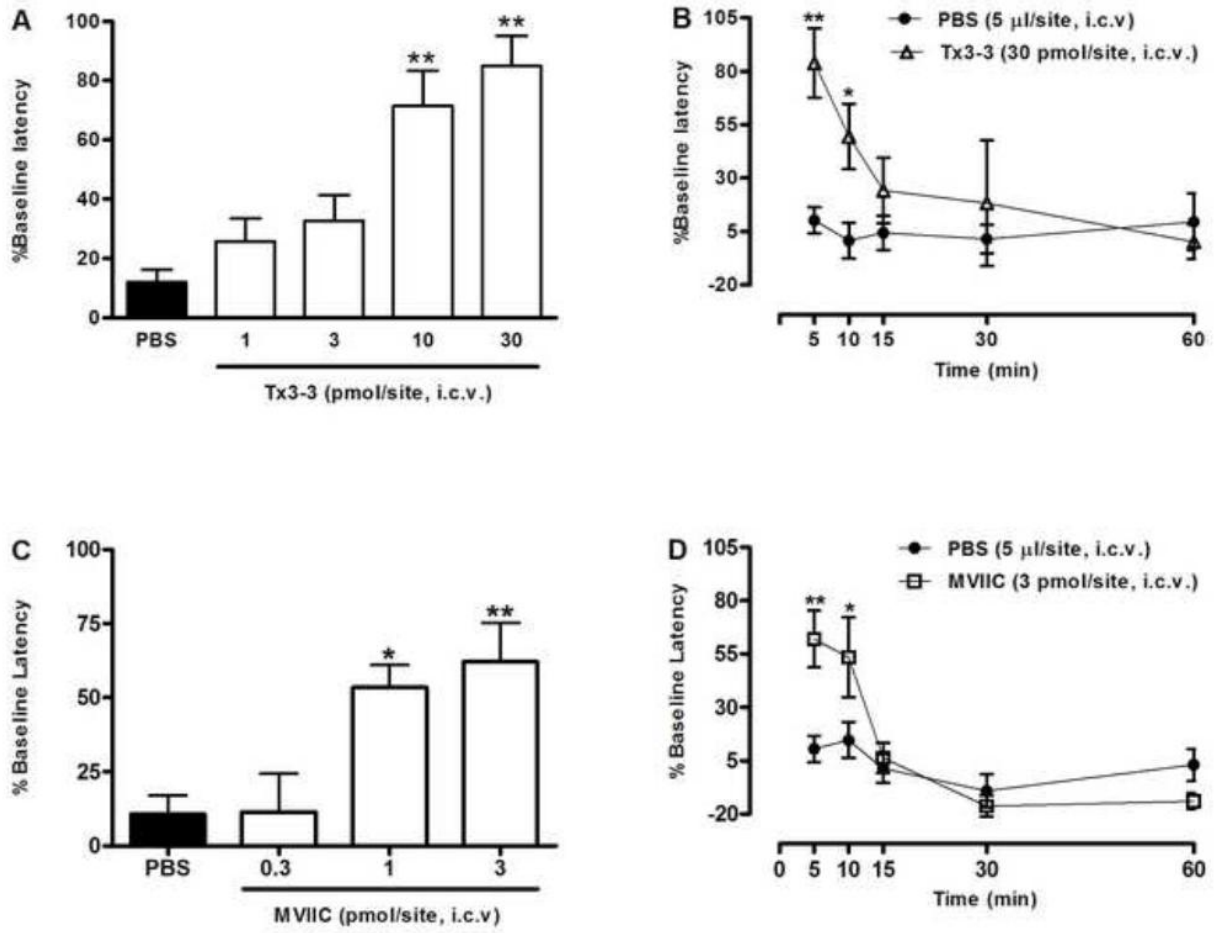 A
%Baseline latency
100
80
60
40
20
0
** **
PBS 1 3 10 30
Tx3-3 (pmol/site, i.c.v.)
B
%Baseline latency
105
80
55
30
5
-20
PBS (5 µl/site, i.c.v)
Tx3-3 (30 pmol/site, i.c.v.)
**
*
5 10 15 30 60
Time (min)
C
% Baseline Latency
100
75
50
25
0
* **
PBS 0.3 1 3
MVIIC (pmol/site, i.c.v)
D
% Baseline Latency
105
80
55
30
5
-20
PBS (5 µl/site, i.c.v.)
MVIIC (3 pmol/site, i.c.v.)
** *
0 5 10 15 30 60
Time (min)